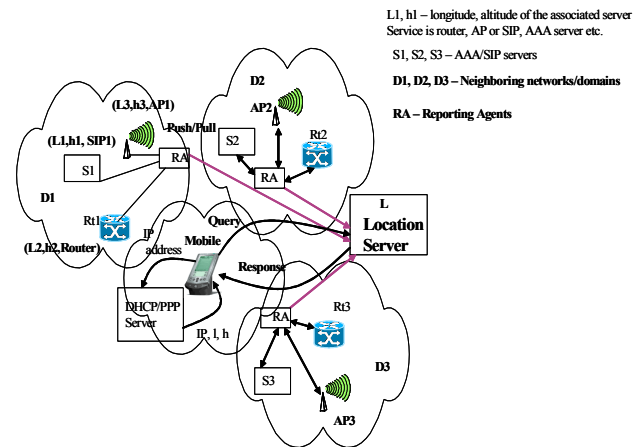 L1, h1 – longitude, altitude of the associated server
Service is router, AP or SIP, AAA server etc.
S1, S2, S3 – AAA/SIP servers
D1, D2, D3 – Neighboring networks/domains
RA – Reporting Agents
D2
(L3,h3,AP1)
AP2
Push/Pull
Rt2
(L1,h1, SIP1)
S2
RA
S1
RA
D1
L
Location
Server
Rt1
Query
IP
address
Mobile
(L2,h2,Router)
Response
DHCP/PPP
Server
RA
Rt3
IP, l, h
D3
S3
AP3